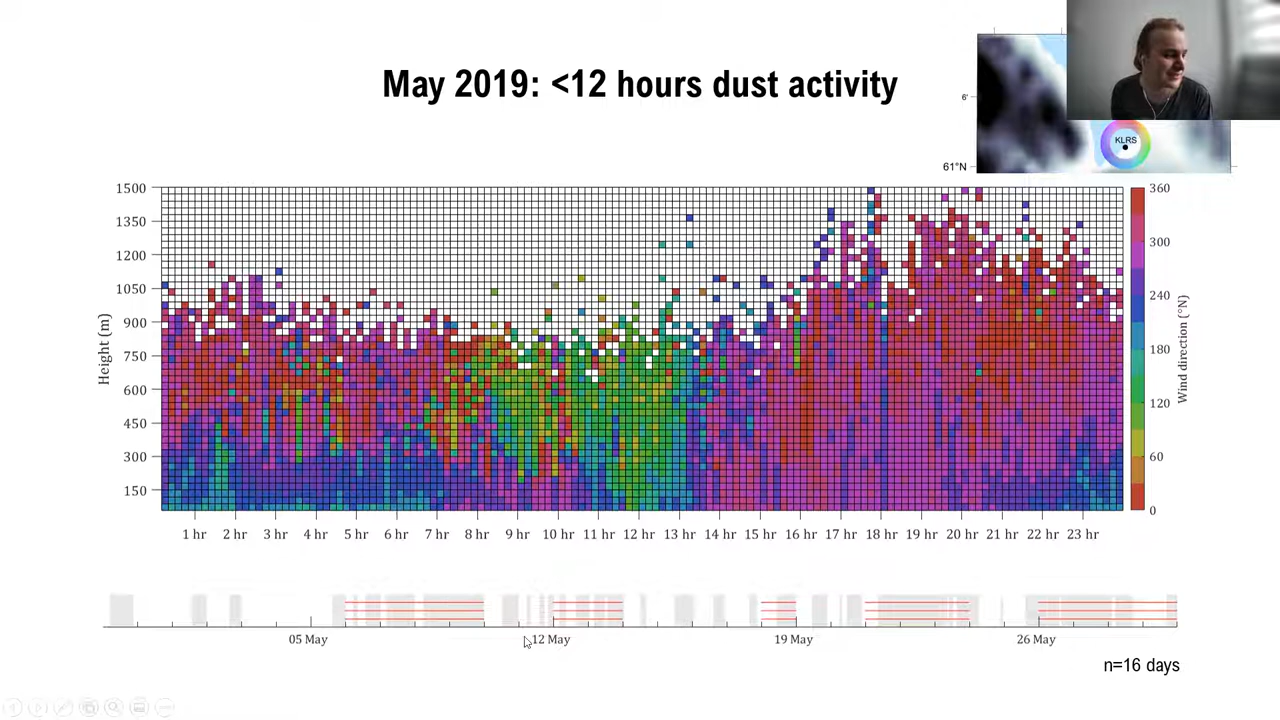 May 2019: <12 hours dust activity
6'
KLRS
61°N
1500
1350
1200
1050
900
750
600
450
300
150
Height (m)
1 hr 2 hr 3 hr 4 hr 5 hr 6 hr 7 hr 8 hr 9 hr 10 hr 11 hr 12 hr 13 hr 14 hr 15 hr 16 hr 17 hr 18 hr 19 hr 20 hr 21 hr 22 hr 23 hr
360
300
240
180
120
60
0
Wind direction (°N)
05 May 12 May 19 May 26 May
n=16 days